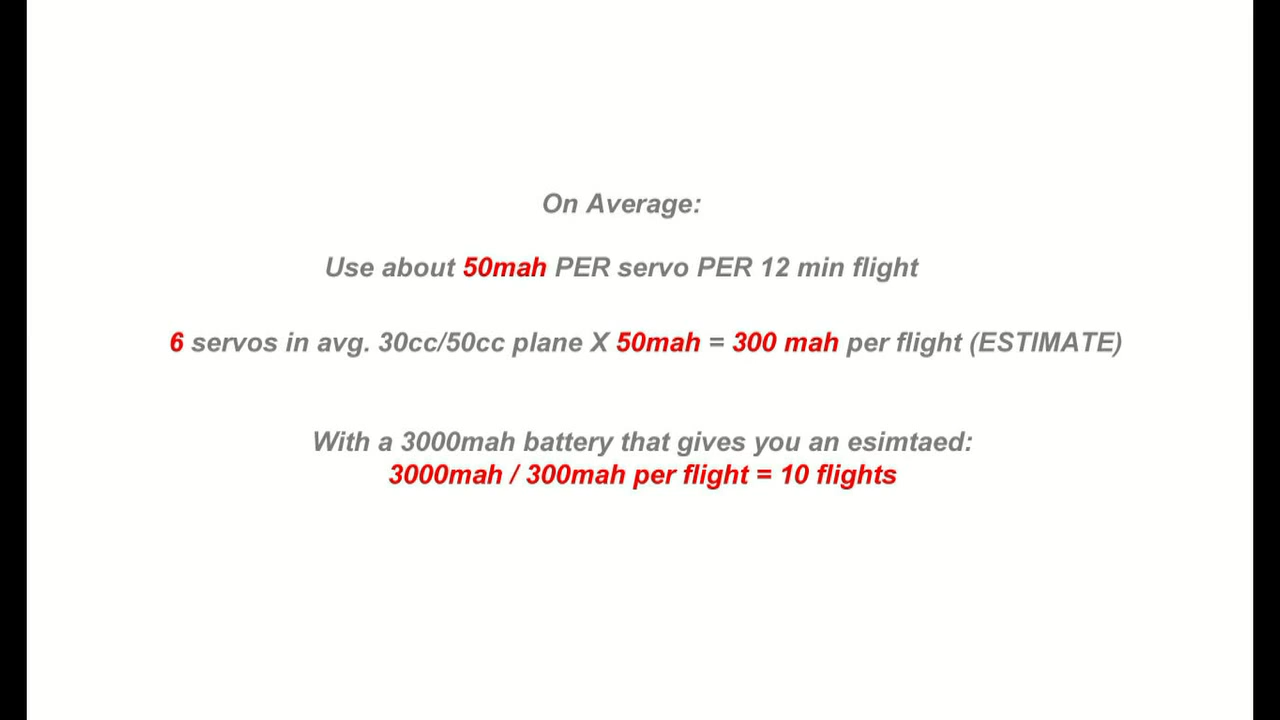 On Average:
Use about 50mah PER servo PER 12 min flight
6 servos in avg. 30cc/50cc plane X 50mah = 300 mah per flight (ESTIMATE)
With a 3000mah battery that gives you an esimtaed:
3000mah / 300mah per flight = 10 flights